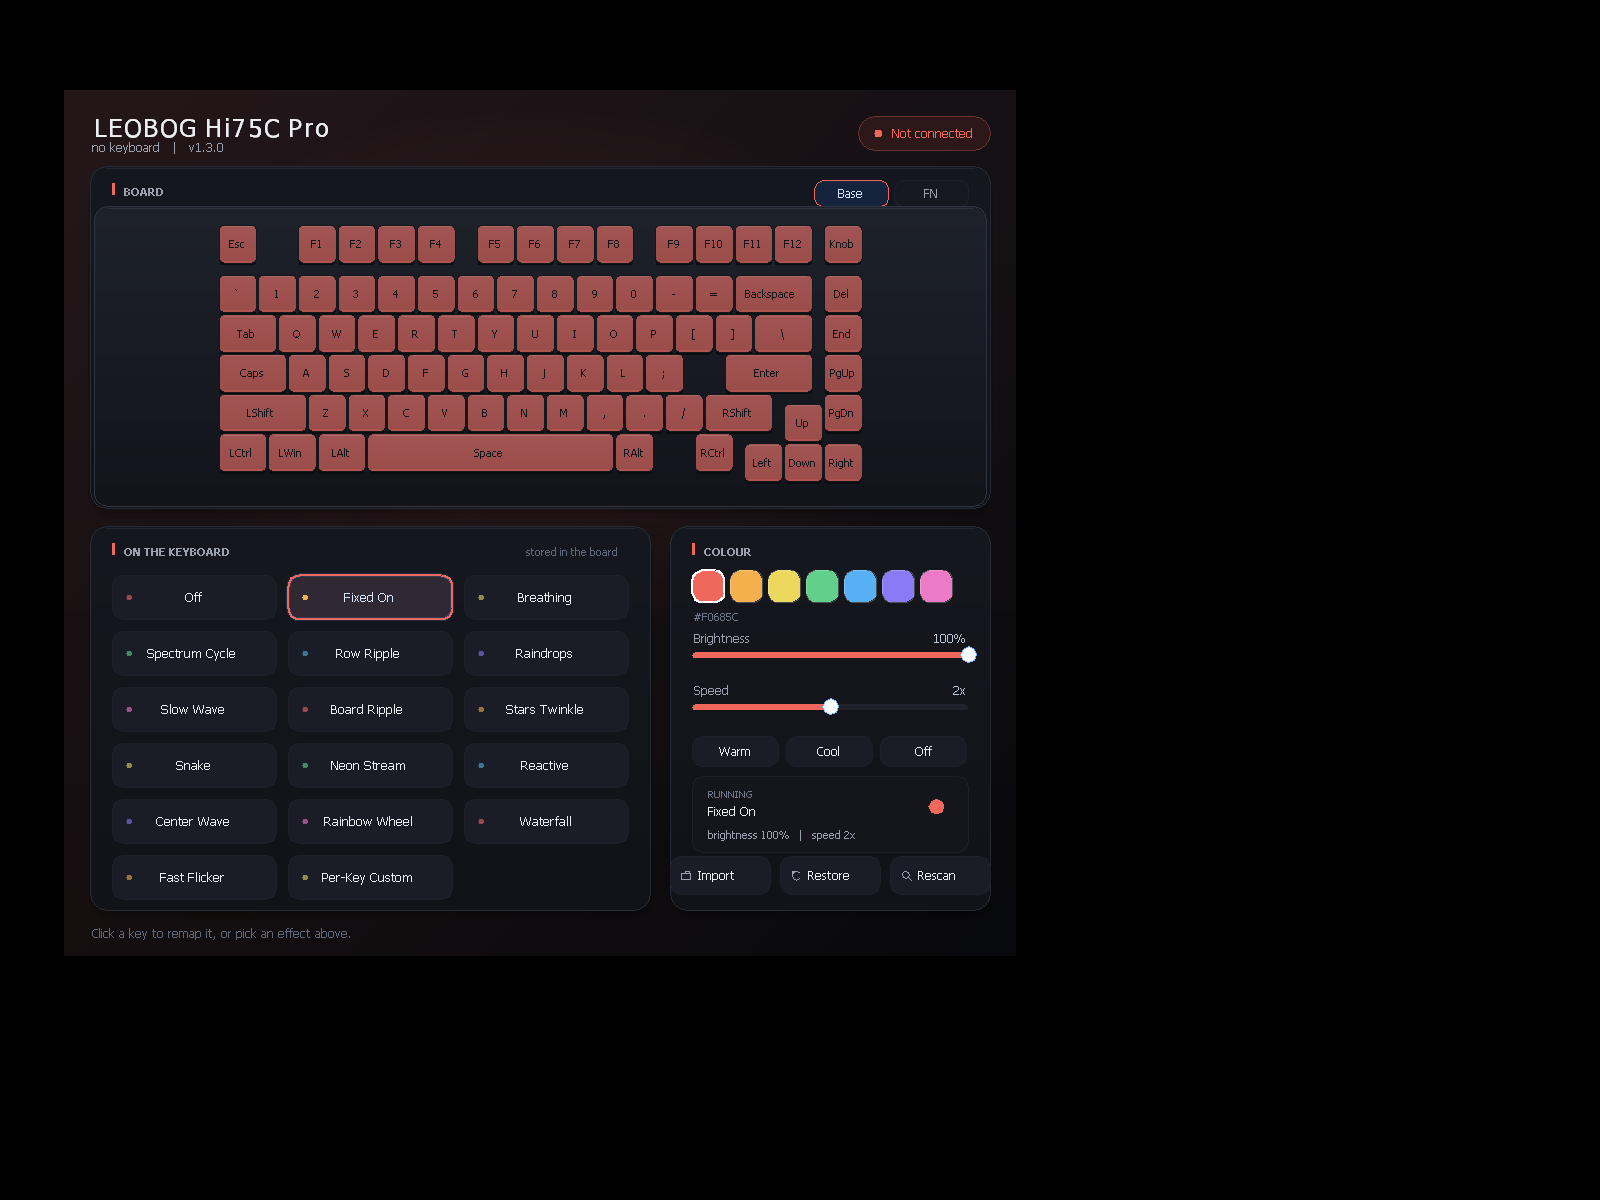 LEOBOG Hi75C Pro
no keyboard | v1.3.0
Not connected
BOARD
Base FN
Esc F1 F2 F3 F4 F5 F6 F7 F8 F9 F10 F11 F12 Knob
` 1 2 3 4 5 6 7 8 9 0 - = Backspace Del
Tab Q W E R T Y U I O P [ ] \ End
Caps A S D F G H J K L ; Enter PgUp
LShift Z X C V B N M , . / RShift Up PgDn
LCtrl LWin LAlt Space RAlt RCtrl Left Down Right
ON THE KEYBOARD stored in the board
Off Fixed On Breathing
Spectrum Cycle Row Ripple Raindrops
Slow Wave Board Ripple Stars Twinkle
Snake Neon Stream Reactive
Center Wave Rainbow Wheel Waterfall
Fast Flicker Per-Key Custom
COLOUR
#F0685C
Brightness 100%
Speed 2x
Warm Cool Off
RUNNING
Fixed On
brightness 100% | speed 2x
Import Restore Rescan
Click a key to remap it, or pick an effect above.